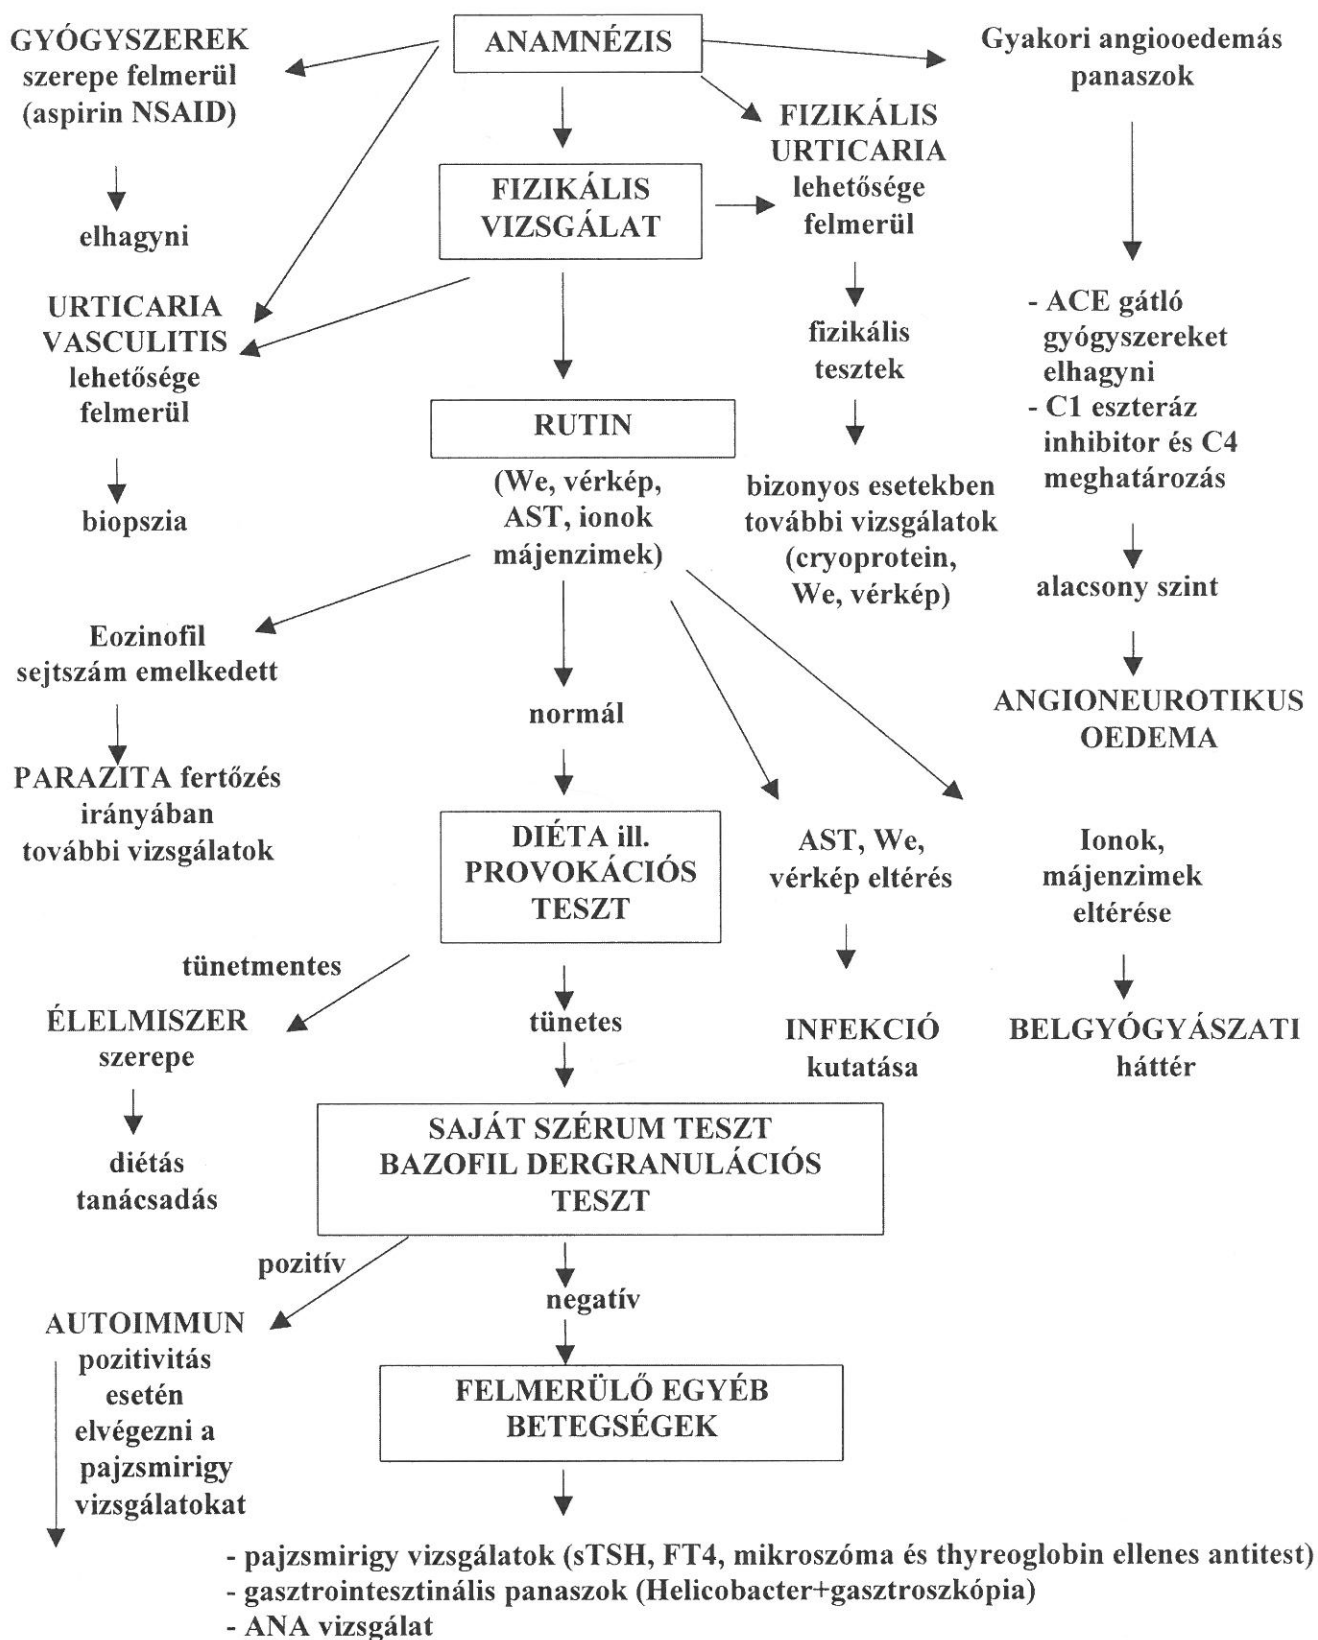 ANAMNÉZIS
GYÓGYSZEREK
szerepe felmerül
(aspirin NSAID)
elhagyni
Gyakori angiooedemás
panaszok
FIZIKÁLIS
URTICARIA
lehetősége
felmerül
FIZIKÁLIS
VIZSGÁLAT
URTICARIA
VASCULITIS
lehetősége
felmerül
biopszia
fizikális
tesztek
bizonyos esetekben
további vizsgálatok
(cryoprotein,
We, vérkép)
- ACE gátló
gyógyszereket
elhagyni
- C1 eszteráz
inhibitor és C4
meghatározás
alacsony szint
ANGIONEUROTIKUS
OEDEMA
RUTIN
(We, vérkép,
AST, ionok
májenzimek)
Eozinofil
sejtszám emelkedett
PARAZITA fertőzés
irányában
további vizsgálatok
normál
DIÉTA ill.
PROVOKÁCIÓS
TESZT
AST, We,
vérkép eltérés
INFEKCIÓ
kutatása
Ionok,
májenzimek
eltérése
BELGYÓGYÁSZATI
háttér
tünetmentes
ÉLELMISZER
szerepe
diétás
tanácsadás
tünetes
SAJÁT SZÉRUM TESZT
BAZOFIL DERGRANULÁCIÓS
TESZT
pozitív
AUTOIMMUN
pozitivitás
esetén
elvégezni a
pajzsmirigy
vizsgálatokat
negatív
FELMERÜLŐ EGYÉB
BETEGSÉGEK
- pajzsmirigy vizsgálatok (sTSH, FT4, mikroszóma és thyreoglobin ellenes antitest)
- gasztrointesztinális panaszok (Helicobacter+gasztroszkópia)
- ANA vizsgálat